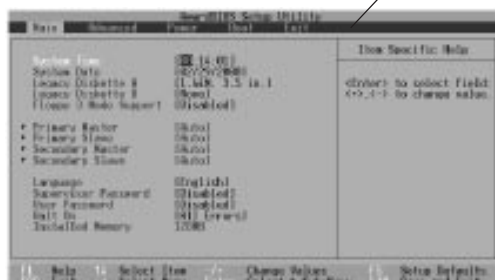 AwardBIOS Setup Utility
Main Advanced Power Boot Exit
Item Specific Help
System Time
System Date
Legacy Diskette A [1.44M, 3.5 in.]
Legacy Diskette B [None]
Floppy 3 Mode Support [Disabled]
<Enter> to select field;
<+>,<-> to change value.
Primary Master [Auto]
Primary Slave [Auto]
Secondary Master [Auto]
Secondary Slave [Auto]
Language [English]
Supervisor Password [Disabled]
User Password [Disabled]
Halt On [All Errors]
Installed Memory
Help Select Item Change Values Setup Defaults